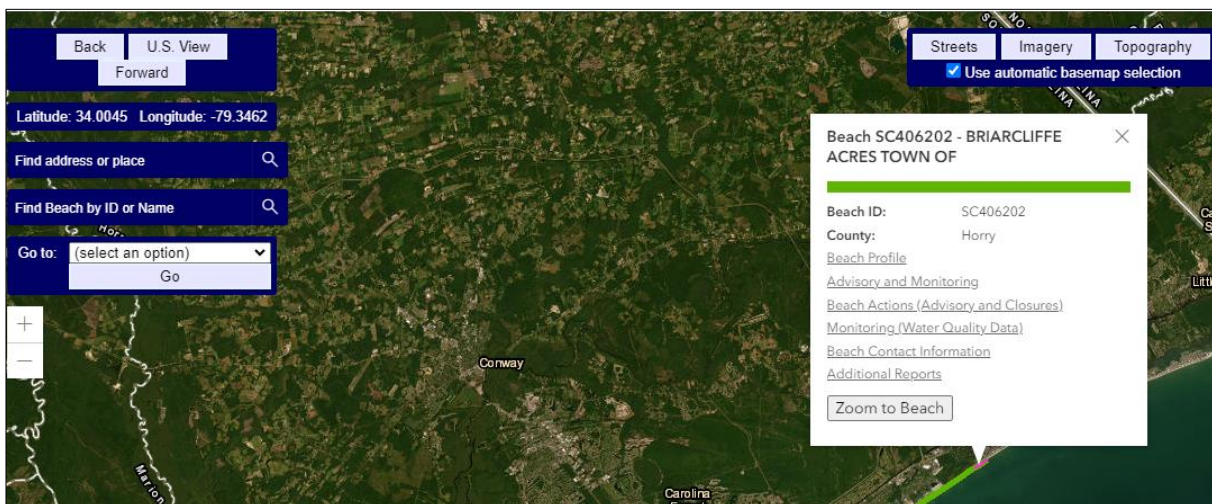 Back
U.S. View
Forward
Latitude: 34.0045 Longitude: -79.3462
Find address or place
Find Beach by ID or Name
Go to: (select an option)
Go
+
−
Streets
Imagery
Topography
Use automatic basemap selection
Beach SC406202 - BRIARCLIFFE
ACRES TOWN OF
Beach ID: SC406202
County: Horry
Beach Profile
Advisory and Monitoring
Beach Actions (Advisory and Closures)
Monitoring (Water Quality Data)
Beach Contact Information
Additional Reports
Zoom to Beach
Conway
Marion
Carolina